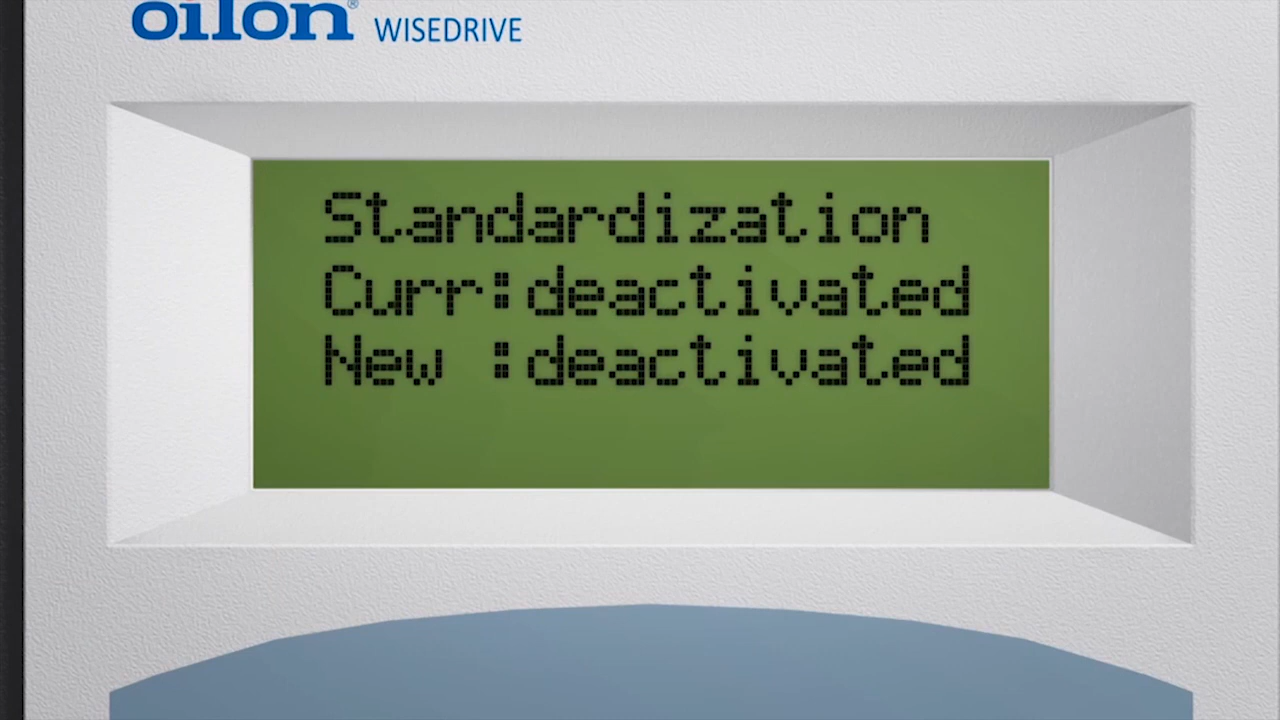 oilon® WISEDRIVE
Standardization
Curr:deactivated
New :deactivated